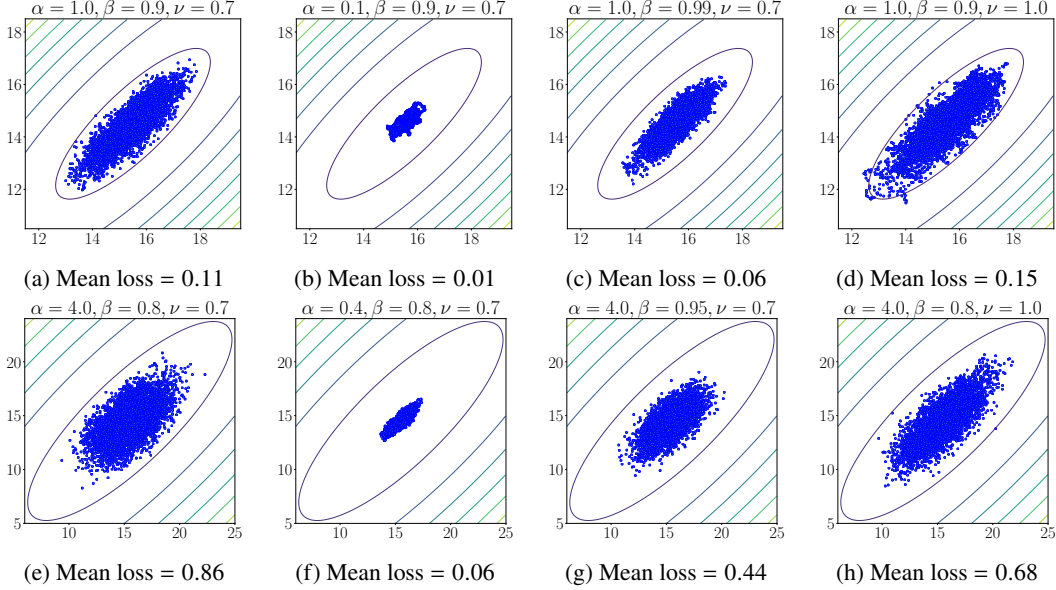 α = 1.0, β = 0.9, ν = 0.7
α = 0.1, β = 0.9, ν = 0.7
α = 1.0, β = 0.99, ν = 0.7
α = 1.0, β = 0.9, ν = 1.0
18
16
14
12
12 14 16 18
18
16
14
12
12 14 16 18
18
16
14
12
12 14 16 18
18
16
14
12
12 14 16 18
(a) Mean loss = 0.11
(b) Mean loss = 0.01
(c) Mean loss = 0.06
(d) Mean loss = 0.15
α = 4.0, β = 0.8, ν = 0.7
α = 0.4, β = 0.8, ν = 0.7
α = 4.0, β = 0.95, ν = 0.7
α = 4.0, β = 0.8, ν = 1.0
20
15
10
5
10 15 20 25
20
15
10
5
10 15 20 25
20
15
10
5
10 15 20 25
20
15
10
5
10 15 20 25
(e) Mean loss = 0.86
(f) Mean loss = 0.06
(g) Mean loss = 0.44
(h) Mean loss = 0.68